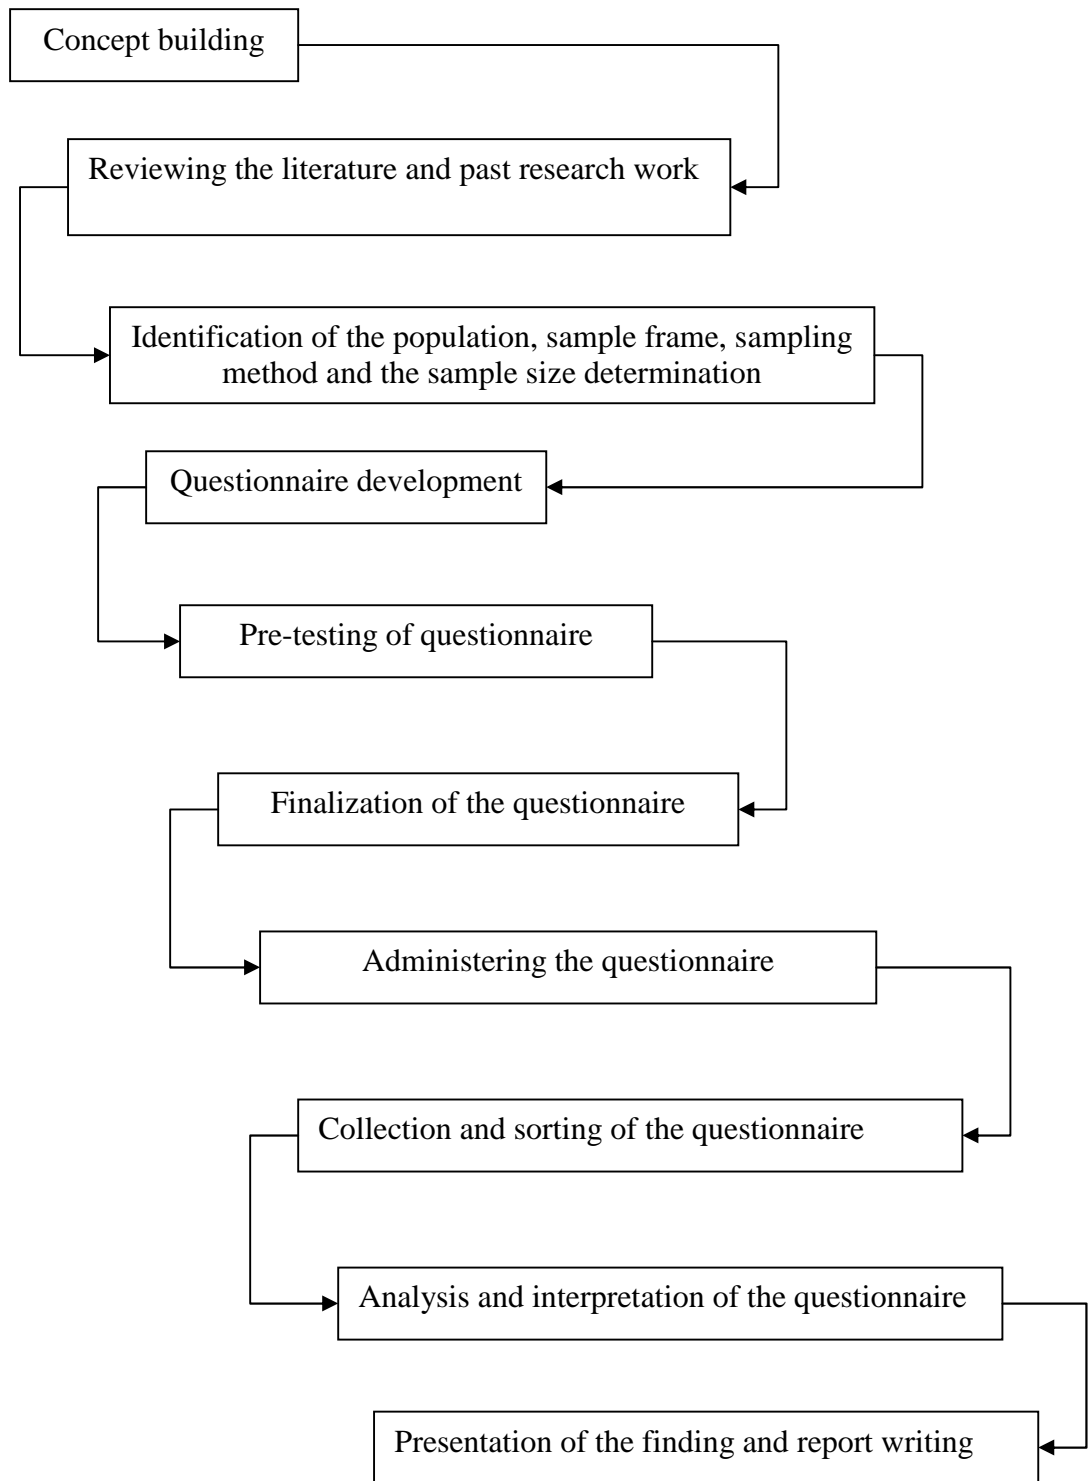 Concept building
Reviewing the literature and past research work
Identification of the population, sample frame, sampling
method and the sample size determination
Questionnaire development
Pre-testing of questionnaire
Finalization of the questionnaire
Administering the questionnaire
Collection and sorting of the questionnaire
Analysis and interpretation of the questionnaire
Presentation of the finding and report writing